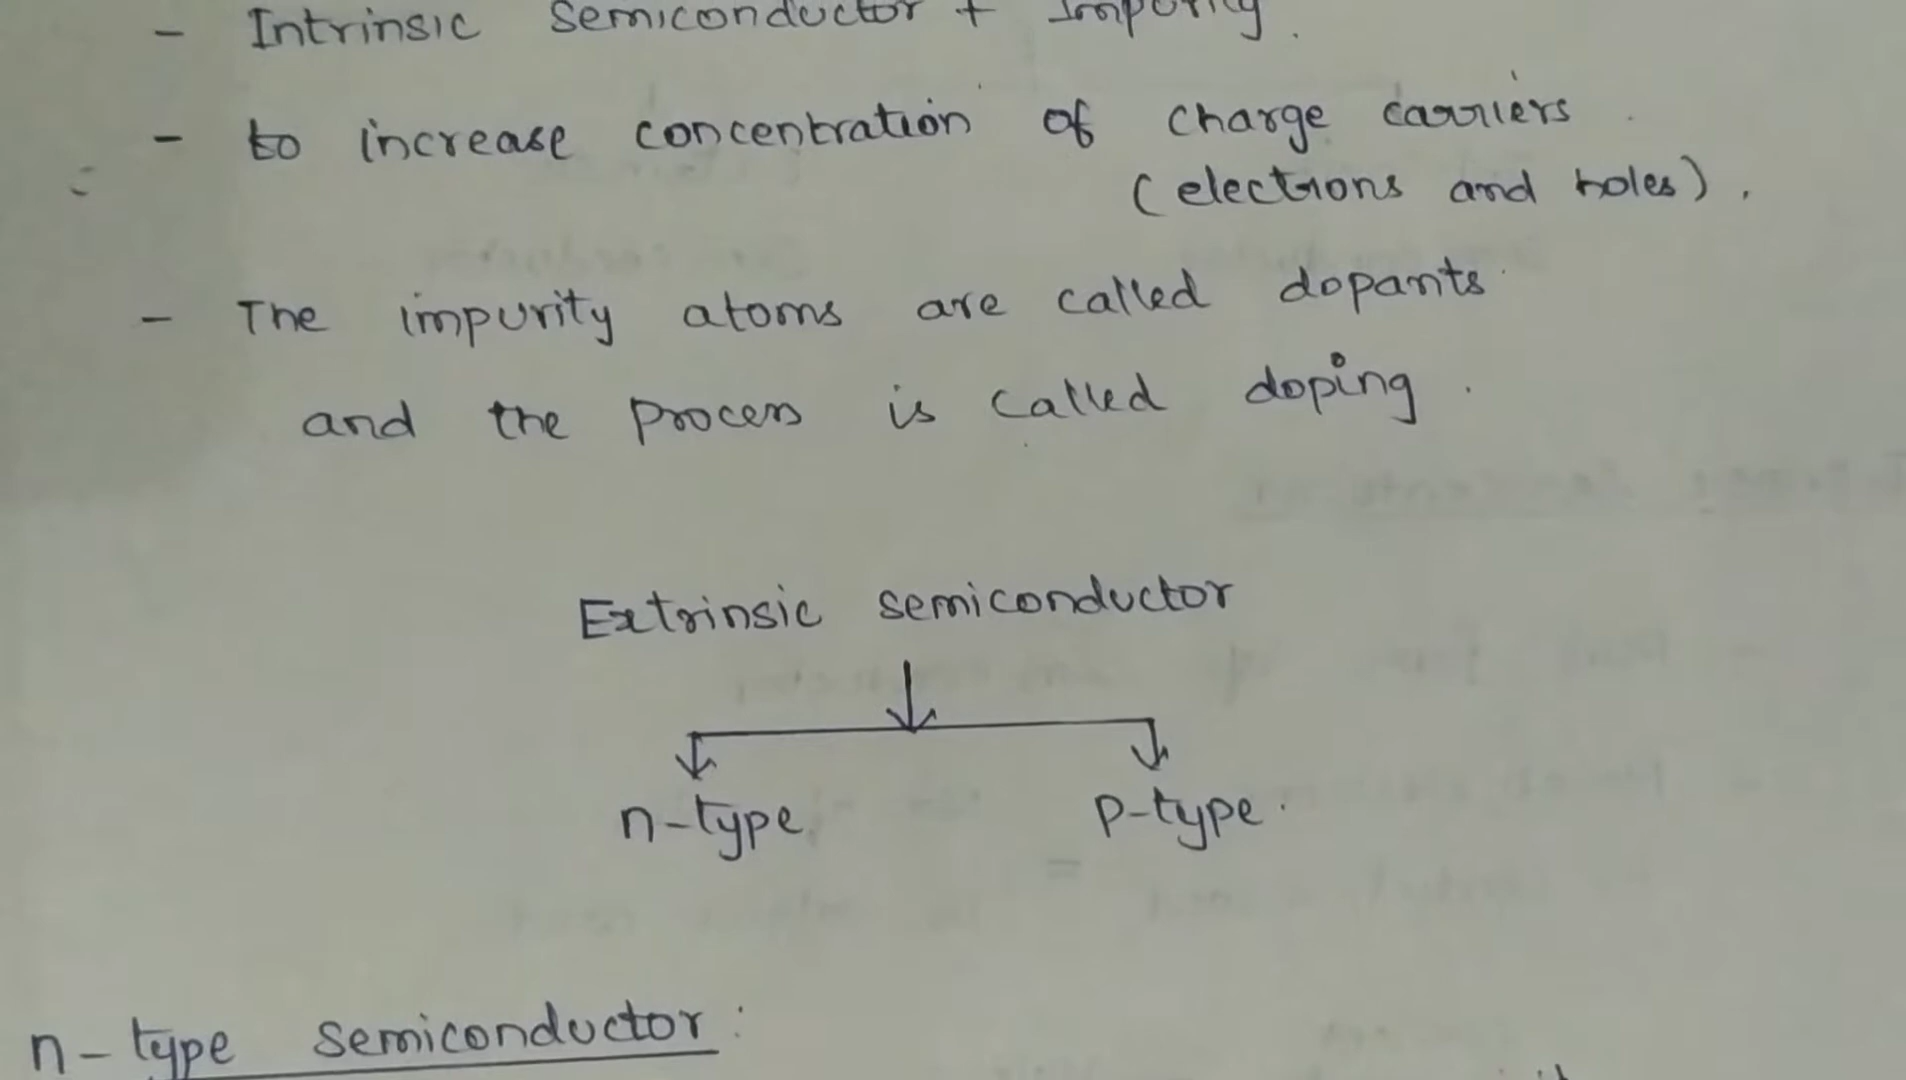 - Intrinsic semiconductor + Impurity.
- to increase concentration of charge carriers
(electrons and holes).
- The impurity atoms are called dopants
and the process is called doping.
Extrinsic semiconductor
n-type p-type.
n-type semiconductor: